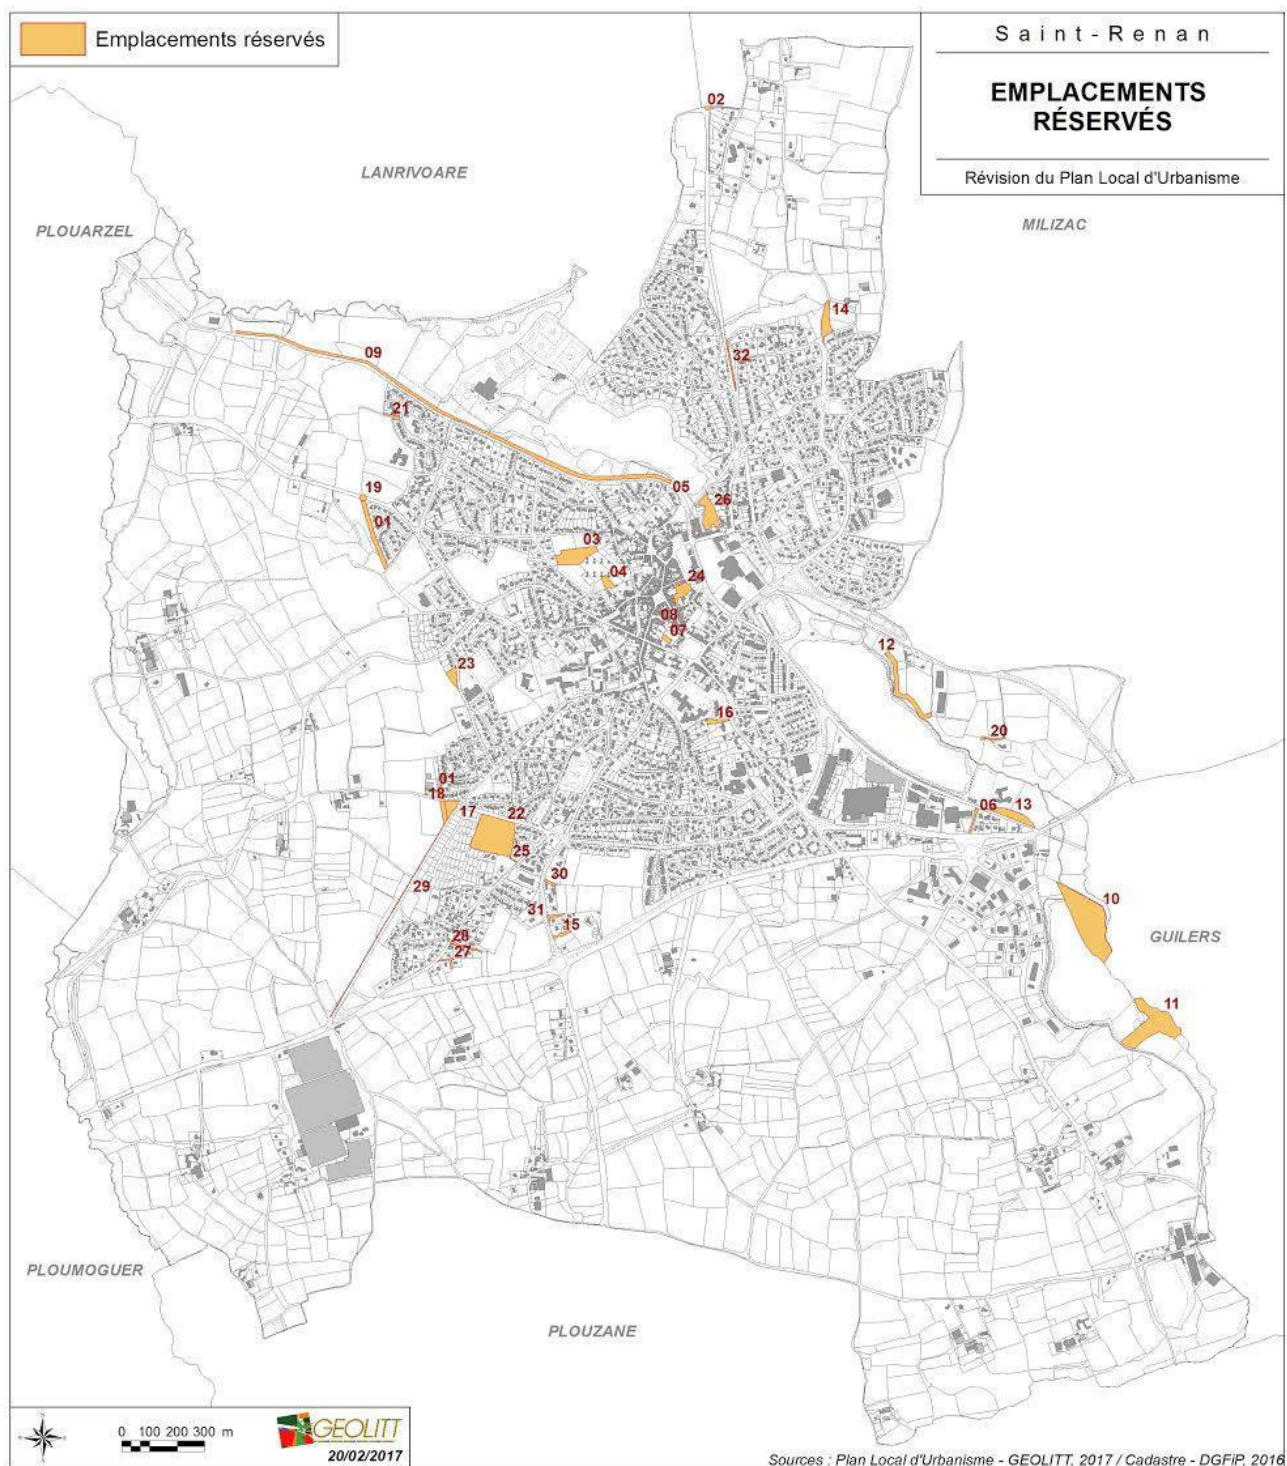 Emplacements réservés
Saint-Renan
EMPLACEMENTS
RÉSERVÉS
Révision du Plan Local d'Urbanisme
02
LANRIVOARE
PLOUARZEL
MILIZAC
14
09
32
21
19
05
26
01
03
04
24
08
07
12
23
16
20
01
18
17
22
06
13
25
30
29
10
31
15
28
27
GUILERS
11
PLOUMOGUER
PLOUZANE
0 100 200 300 m
GEOLITT
20/02/2017
Sources : Plan Local d'Urbanisme - GEOLITT, 2017 / Cadastre - DGFiP, 2016